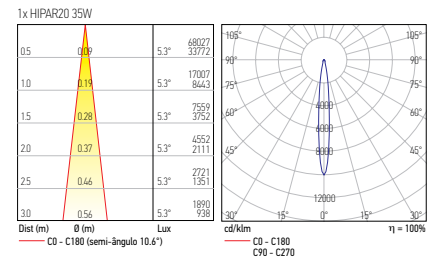 1x HIPAR20 35W
0.5 0.09 5.3° 68027 33772
1.0 0.19 5.3° 17007 8443
1.5 0.28 5.3° 7559 3752
2.0 0.37 5.3° 4552 2111
2.5 0.46 5.3° 2721 1351
3.0 0.56 5.3° 1890 938
Dist (m) Ø (m) Lux
C0 - C180 (semi-ângulo 10.6°)
105° 105°
90° 90°
75° 75°
4000
60° 60°
6000
45° 8000 45°
12000
30° 15° 0° 15° 30°
cd/klm η = 100%
C0 - C180
C90 - C270